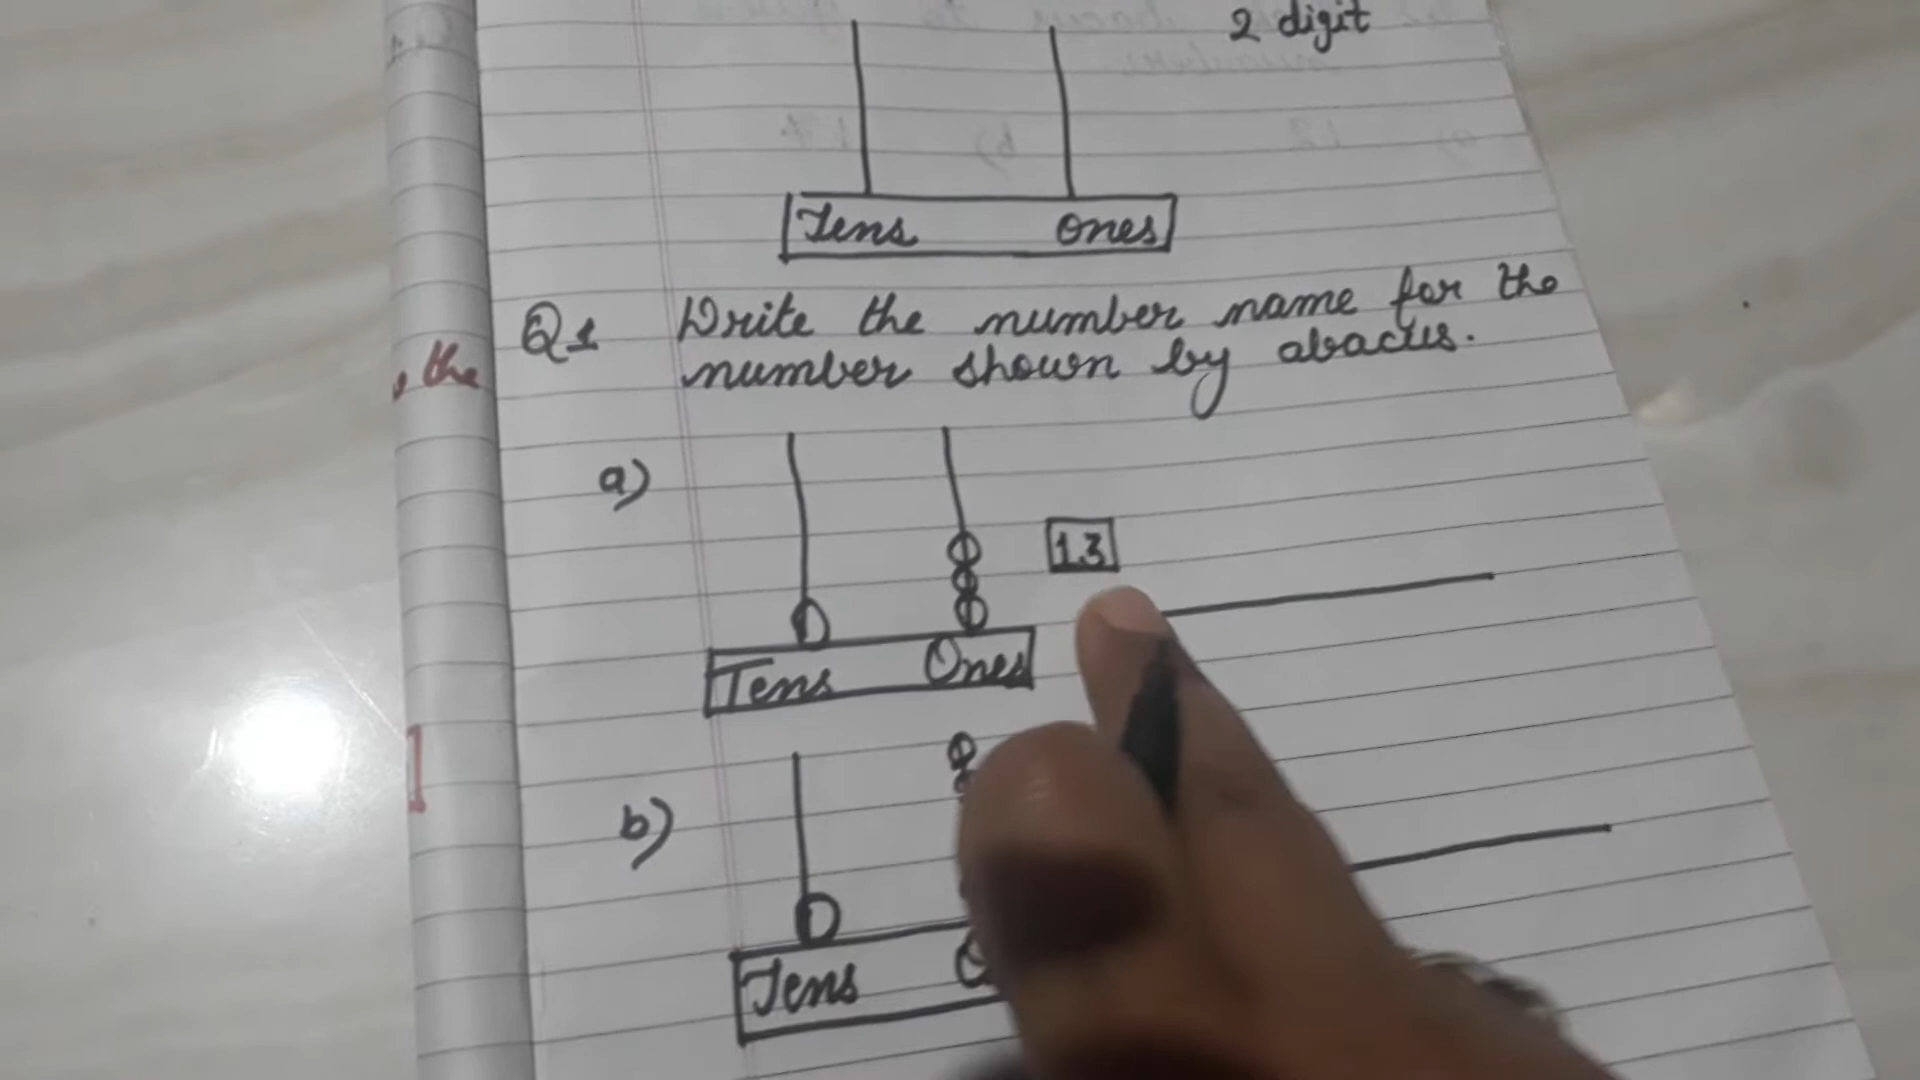 2 digit
Tens Ones
Q1 Write the number name for the
number shown by abacus.
, the
a)
13
Tens Ones
b)
Tens